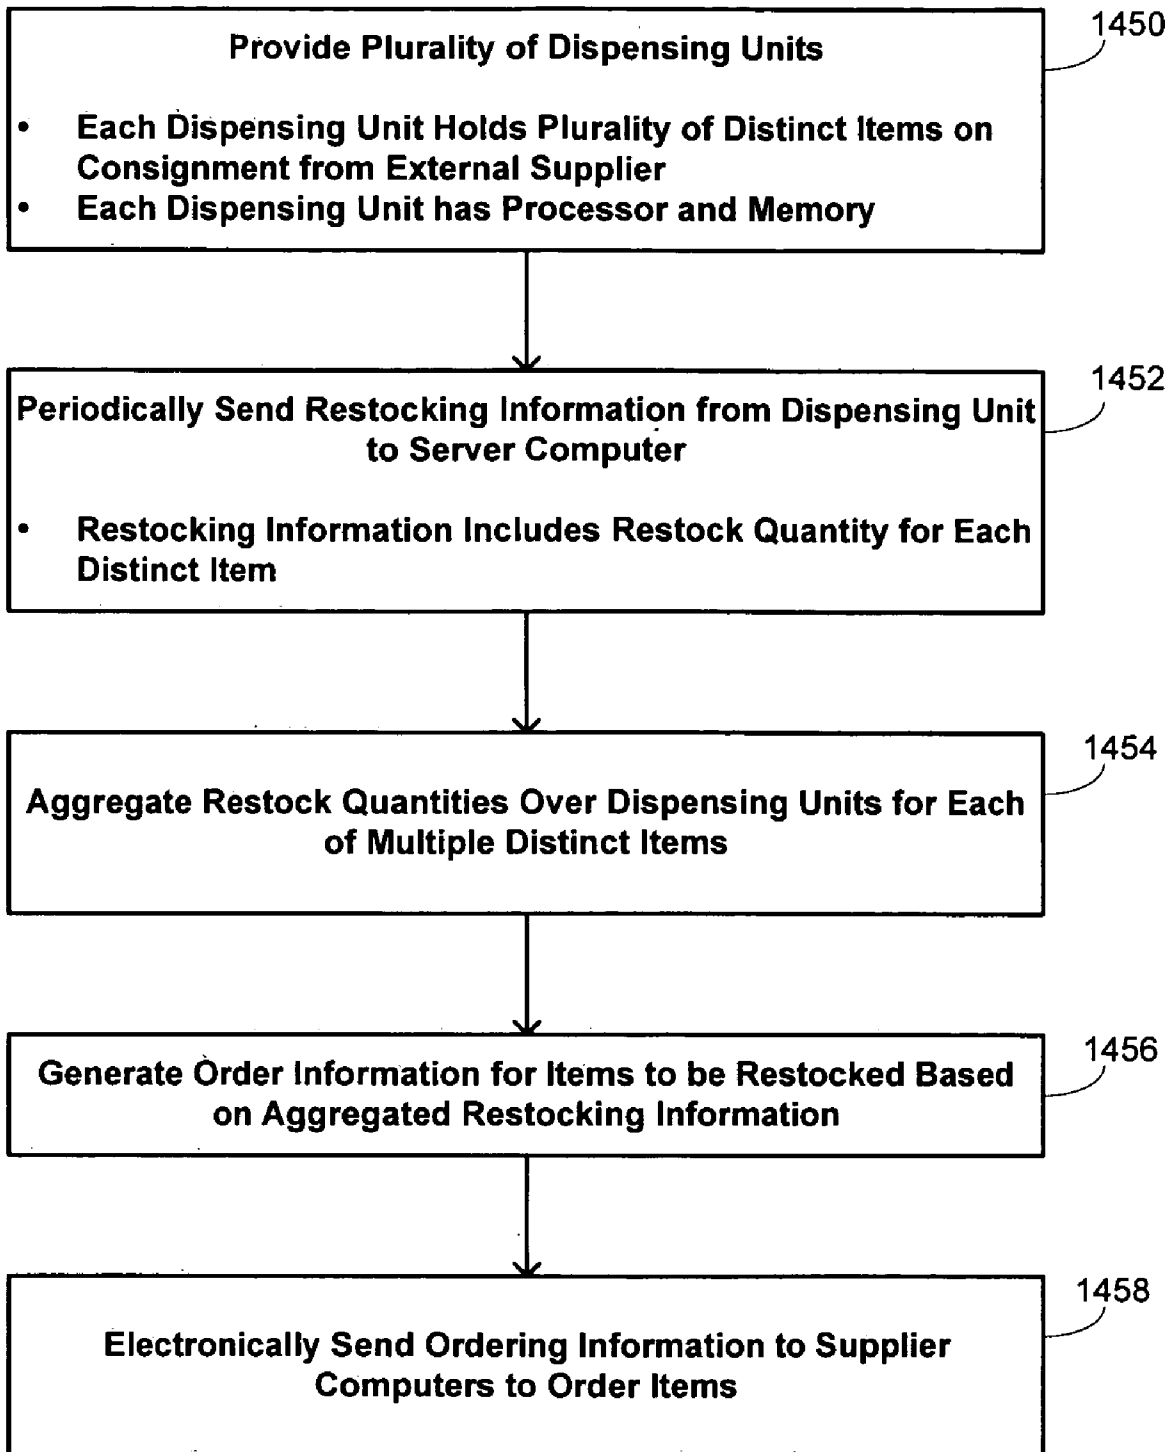 Provide Plurality of Dispensing Units
1450
• Each Dispensing Unit Holds Plurality of Distinct Items on
Consignment from External Supplier
• Each Dispensing Unit has Processor and Memory
1452
Periodically Send Restocking Information from Dispensing Unit
to Server Computer
• Restocking Information Includes Restock Quantity for Each
Distinct Item
1454
Aggregate Restock Quantities Over Dispensing Units for Each
of Multiple Distinct Items
1456
Generate Order Information for Items to be Restocked Based
on Aggregated Restocking Information
1458
Electronically Send Ordering Information to Supplier
Computers to Order Items